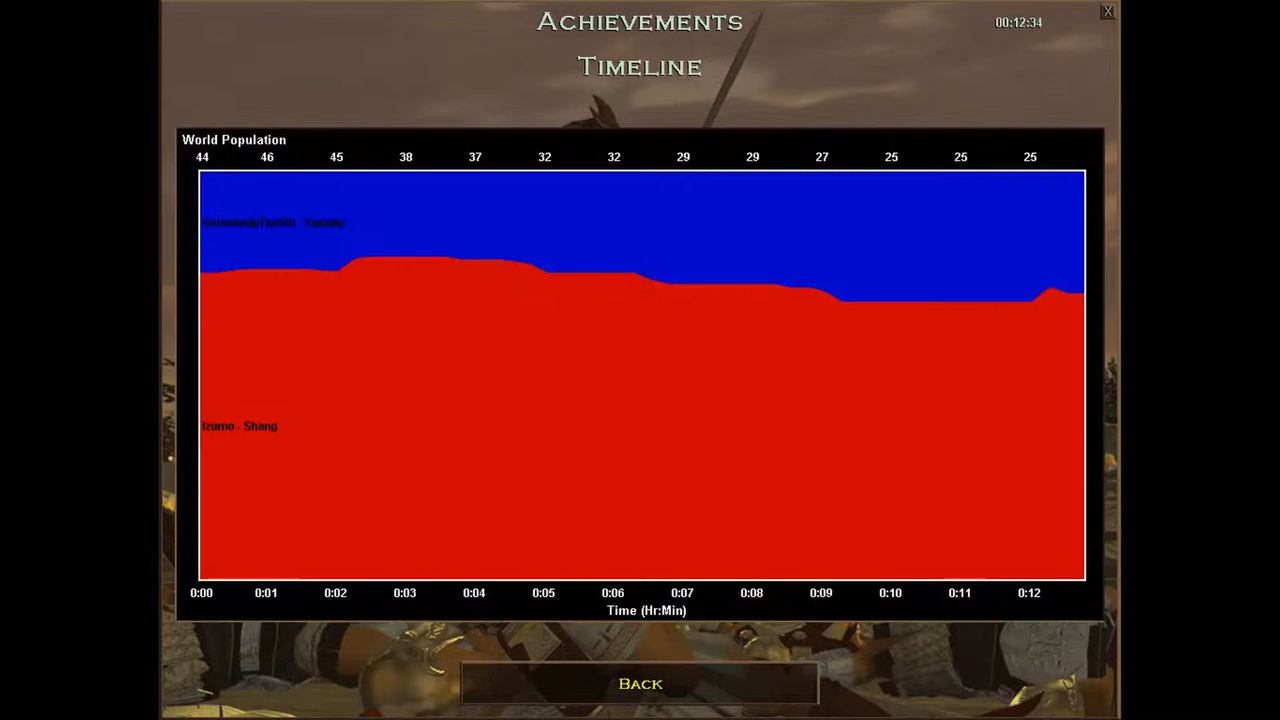 Achievements
00:12:34
X
Timeline
World Population
44 46 45 38 37 32 32 29 29 27 25 25 25
Izumo - Shang
0:00 0:01 0:02 0:03 0:04 0:05 0:06 0:07 0:08 0:09 0:10 0:11 0:12
Time (Hr:Min)
Back